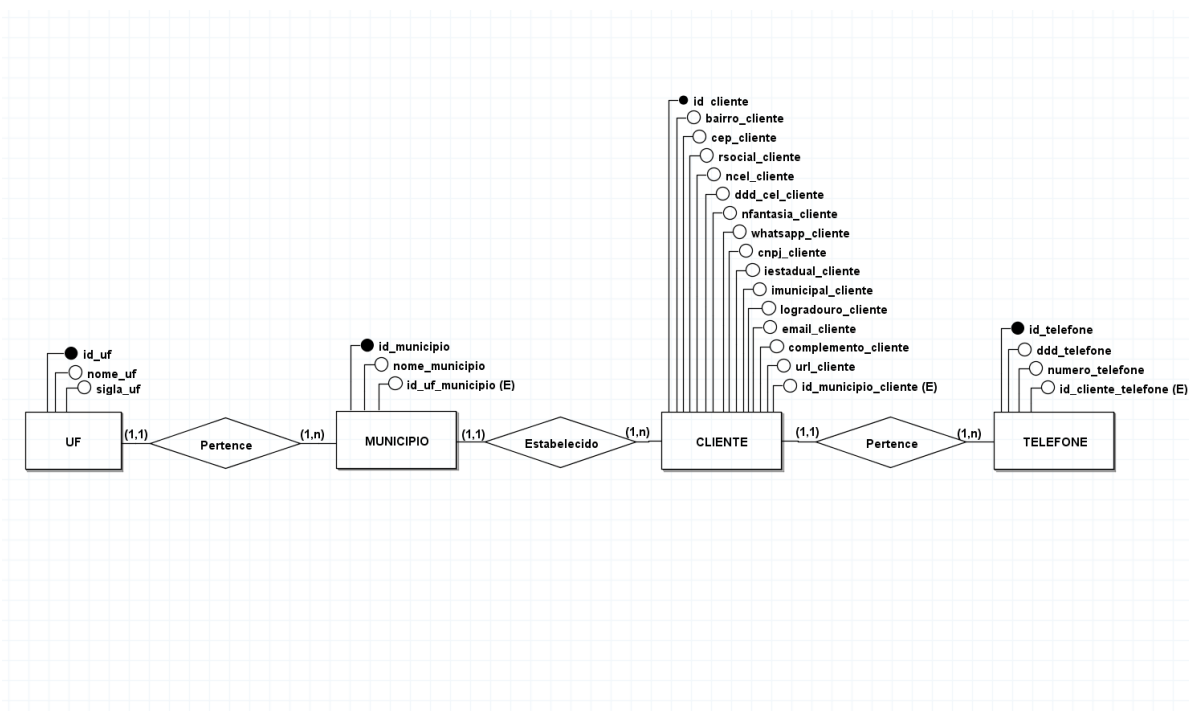 id_cliente
bairro_cliente
cep_cliente
rsocial_cliente
ncel_cliente
ddd_cel_cliente
nfantasia_cliente
whatsapp_cliente
cnpj_cliente
iestadual_cliente
imunicipal_cliente
logradouro_cliente
email_cliente
complemento_cliente
url_cliente
id_municipio_cliente (E)
id_uf
nome_uf
sigla_uf
id_municipio
nome_municipio
id_uf_municipio (E)
id_telefone
ddd_telefone
numero_telefone
id_cliente_telefone (E)
UF
(1,1)
Pertence
(1,n)
MUNICIPIO
(1,1)
Estabelecido
(1,n)
CLIENTE
(1,1)
Pertence
(1,n)
TELEFONE